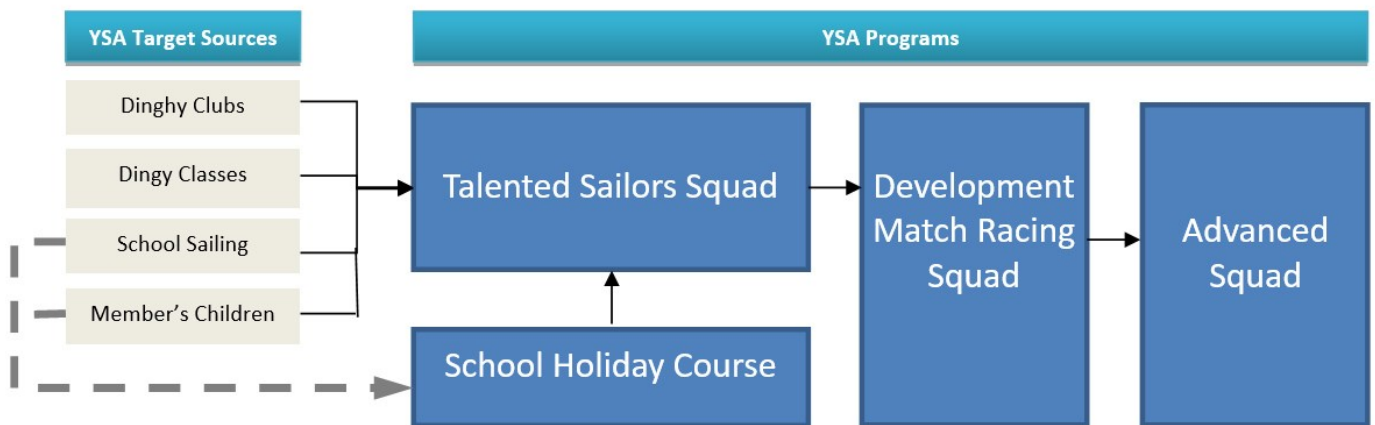 YSA Target Sources
YSA Programs
Dinghy Clubs
Dingy Classes
School Sailing
Member's Children
Talented Sailors Squad
School Holiday Course
Development
Match Racing
Squad
Advanced
Squad